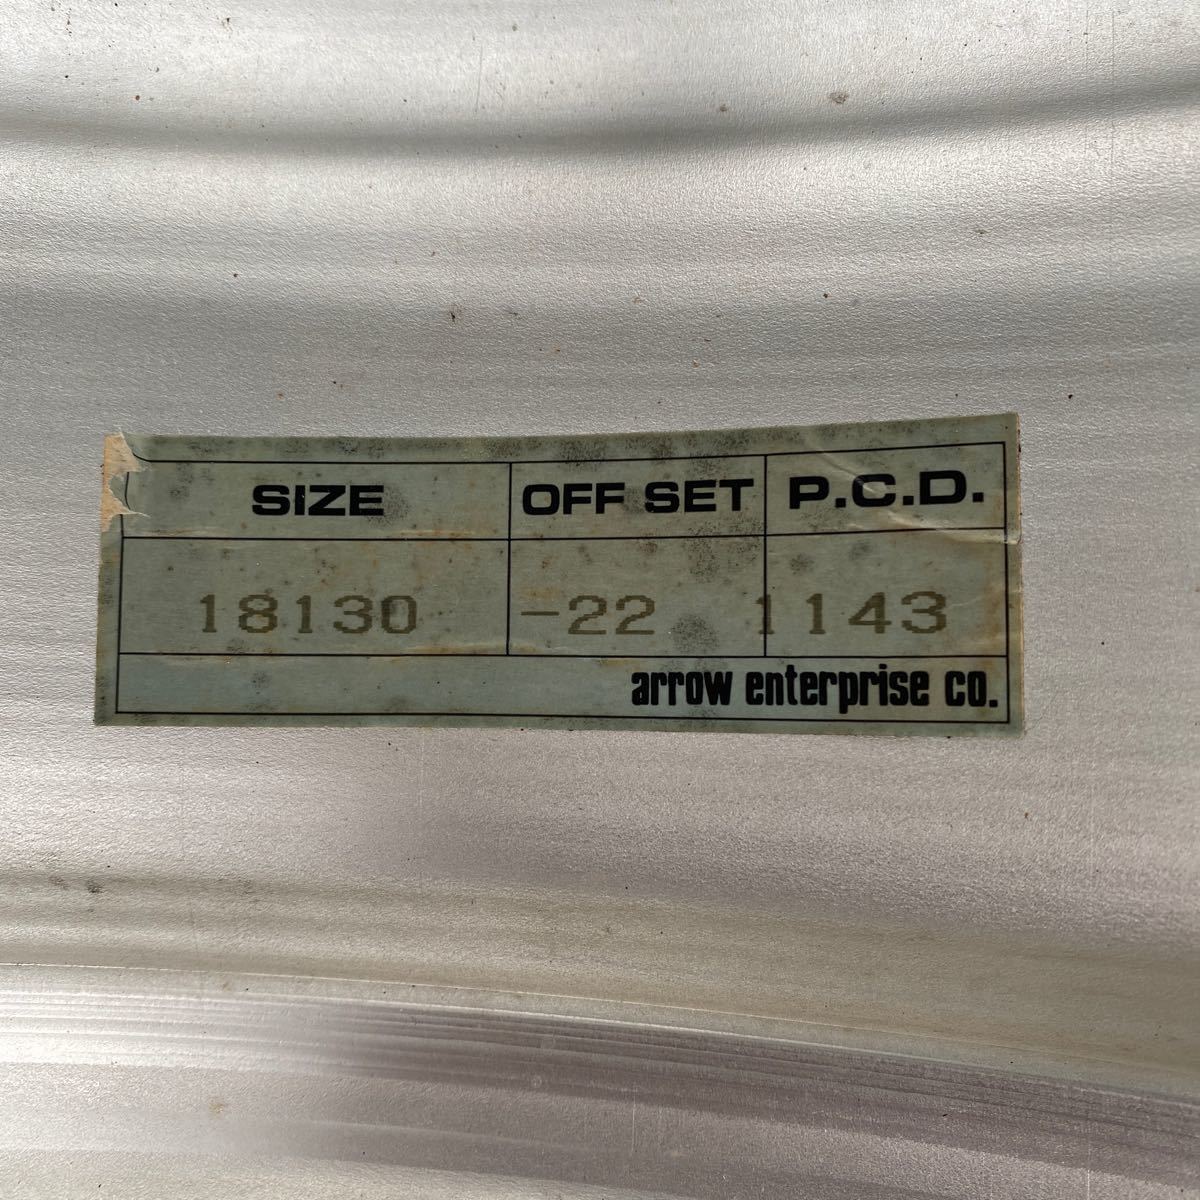 SIZE OFF SET P.C.D.
18130 -22 1143
arrow enterprise co.